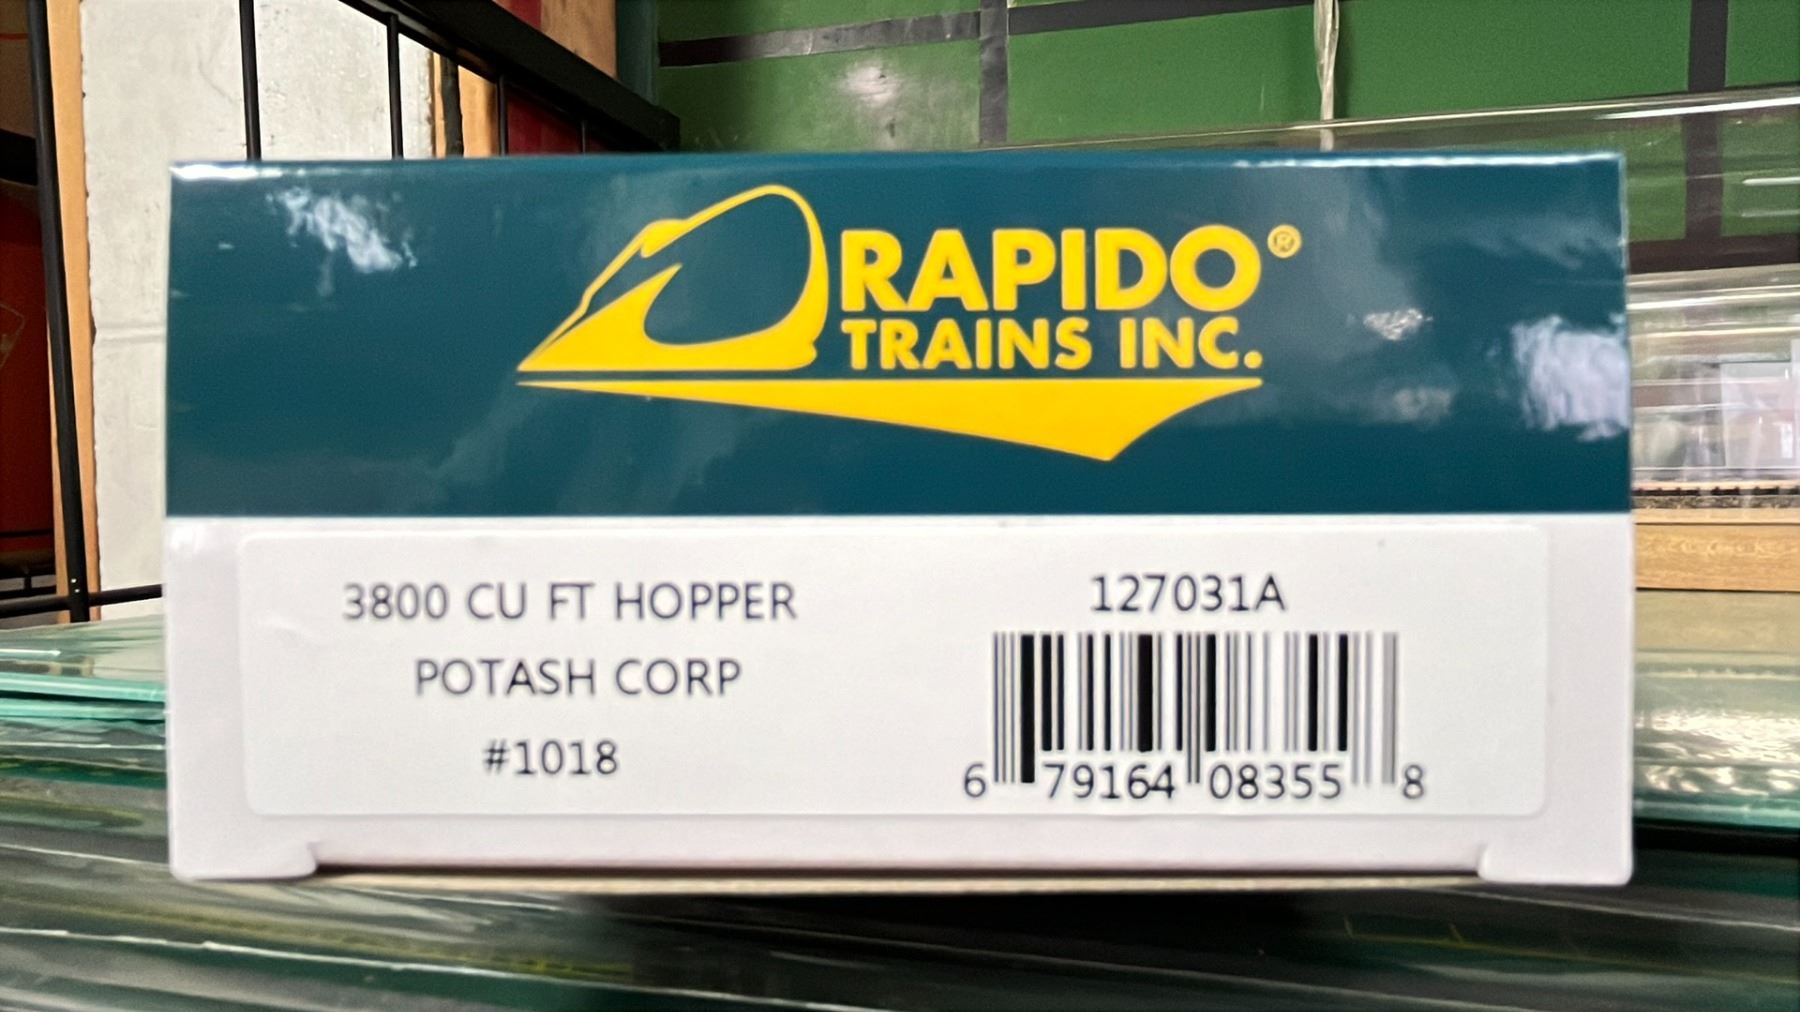 RAPIDO®
TRAINS INC.
3800 CU FT HOPPER
POTASH CORP
#1018
127031A
6 79164 08355 8